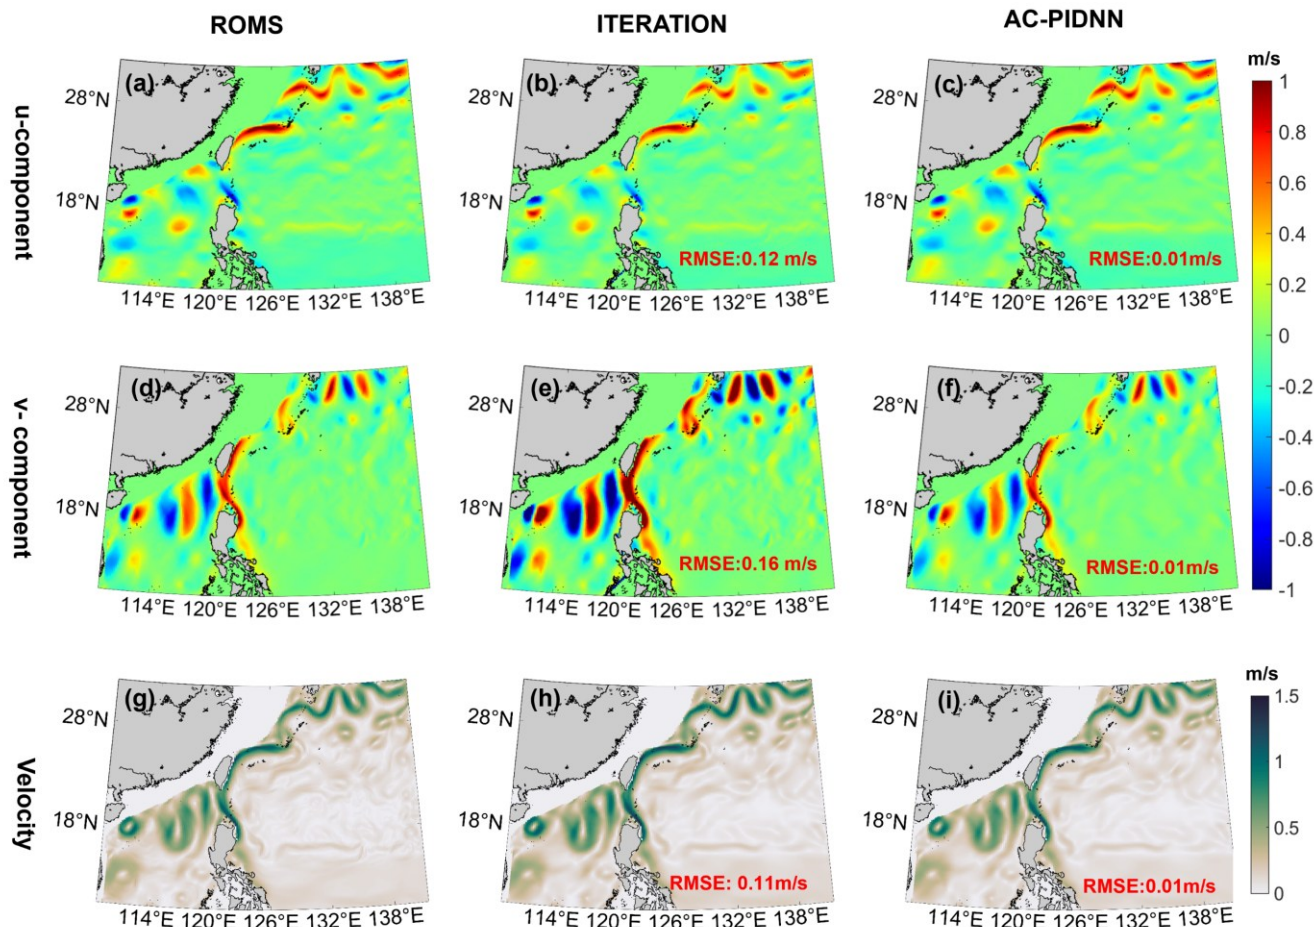 ROMS ITERATION AC-PIDNN
u-component
(a) (b) (c)
28°N 28°N 28°N
18°N 18°N 18°N
RMSE:0.12 m/s RMSE:0.01m/s
114°E 120°E 126°E 132°E 138°E 114°E 120°E 126°E 132°E 138°E 114°E 120°E 126°E 132°E 138°E
v- component
(d) (e) (f)
28°N 28°N 28°N
18°N 18°N 18°N
RMSE:0.16 m/s RMSE:0.01m/s
114°E 120°E 126°E 132°E 138°E 114°E 120°E 126°E 132°E 138°E 114°E 120°E 126°E 132°E 138°E
m/s
1
0.8
0.6
0.4
0.2
0
-0.2
-0.4
-0.6
-0.8
-1
Velocity
(g) (h) (i)
28°N 28°N 28°N
18°N 18°N 18°N
RMSE: 0.11m/s RMSE:0.01m/s
114°E 120°E 126°E 132°E 138°E 114°E 120°E 126°E 132°E 138°E 114°E 120°E 126°E 132°E 138°E
m/s
1.5
1
0.5
0